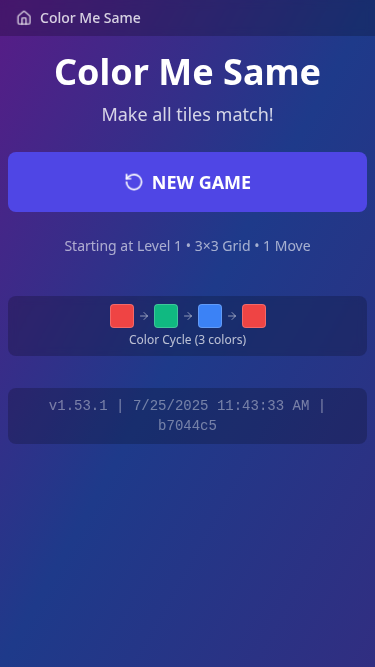 Color Me Same
Color Me Same
Make all tiles match!
NEW GAME
Starting at Level 1 • 3×3 Grid • 1 Move
Color Cycle (3 colors)
v1.53.1 | 7/25/2025 11:43:33 AM |
b7044c5